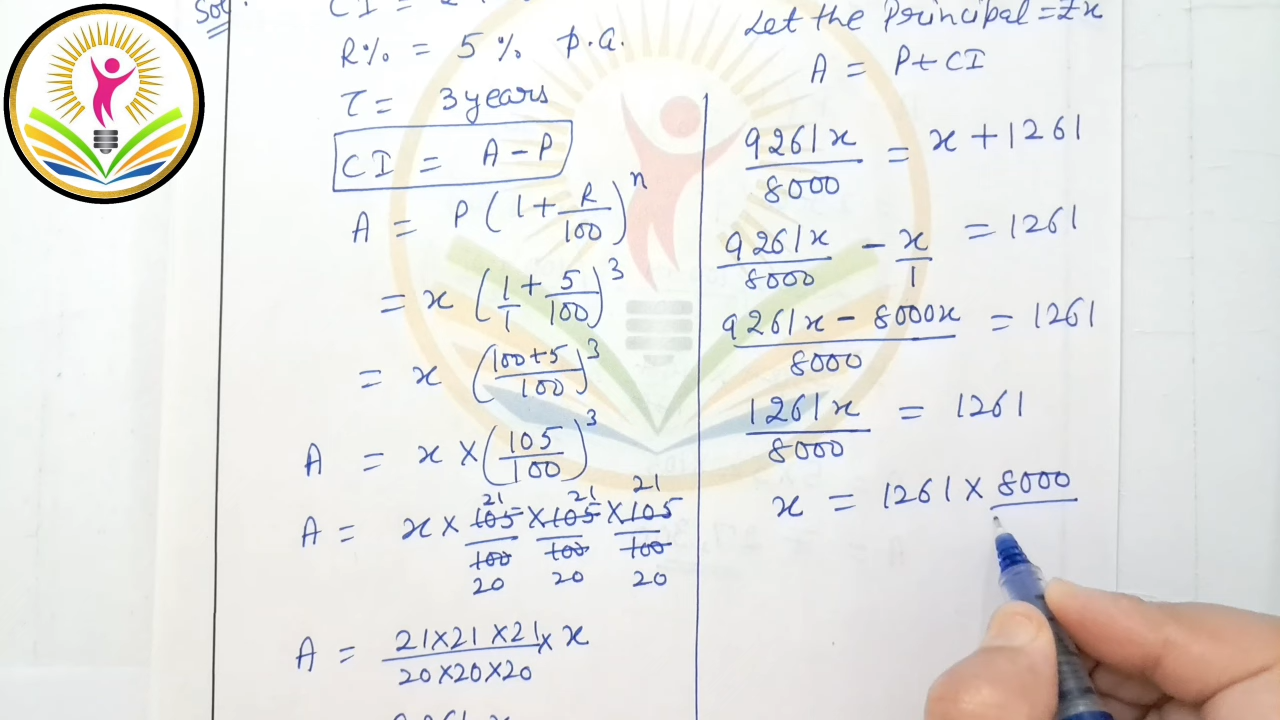 Sol.
CI =
R% = 5 % p.a.
T = 3 years
CI = A - P
A = P (1 + R/100)^n
= x (1/1 + 5/100)^3
= x ((100+5)/100)^3
A = x × (105/100)^3
21 21 21
A = x × 105/100 × 105/100 × 105/100
20 20 20
A = (21×21×21)/(20×20×20) × x
9261 x
Let the Principal = ₹x
A = P + CI
9261x/8000 = x + 1261
9261x/8000 - x/1 = 1261
(9261x - 8000x)/8000 = 1261
1261x/8000 = 1261
x = 1261 × 8000